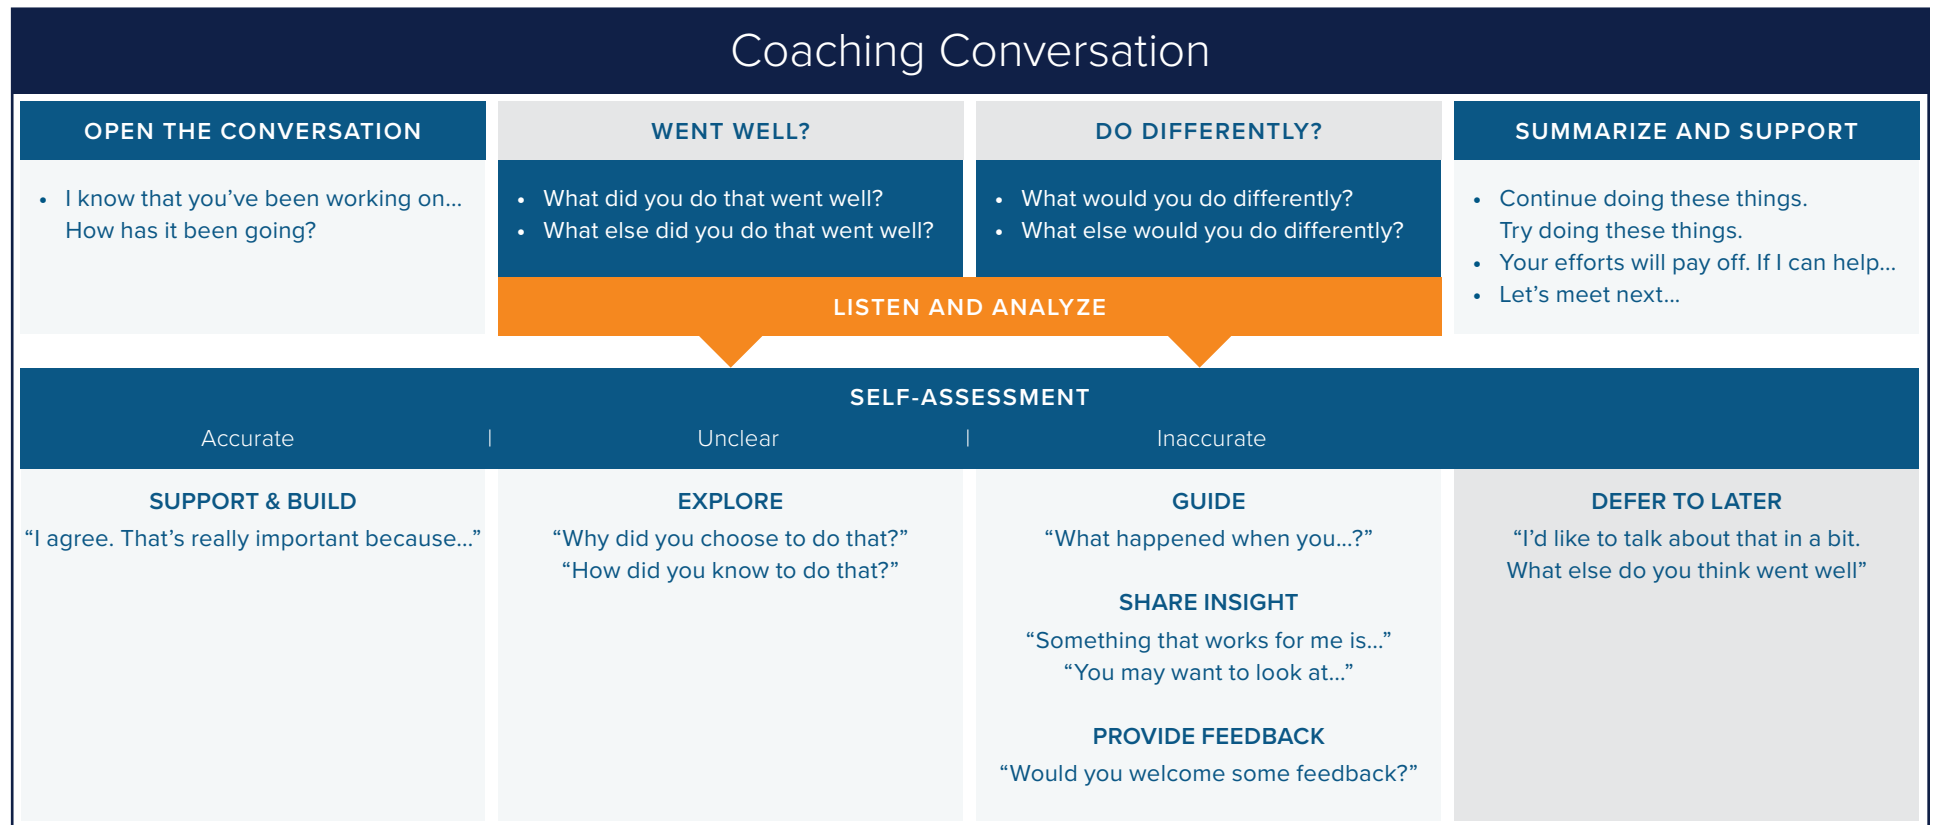 Coaching Conversation
OPEN THE CONVERSATION
• I know that you’ve been working on...
How has it been going?
WENT WELL?
• What did you do that went well?
• What else did you do that went well?
DO DIFFERENTLY?
• What would you do differently?
• What else would you do differently?
SUMMARIZE AND SUPPORT
• Continue doing these things.
Try doing these things.
• Your efforts will pay off. If I can help...
• Let’s meet next...
LISTEN AND ANALYZE
SELF-ASSESSMENT
Accurate | Unclear | Inaccurate
SUPPORT & BUILD
“I agree. That’s really important because...”
EXPLORE
“Why did you choose to do that?”
“How did you know to do that?”
GUIDE
“What happened when you...?”
SHARE INSIGHT
“Something that works for me is...”
“You may want to look at...”
PROVIDE FEEDBACK
“Would you welcome some feedback?”
DEFER TO LATER
“I’d like to talk about that in a bit.
What else do you think went well”